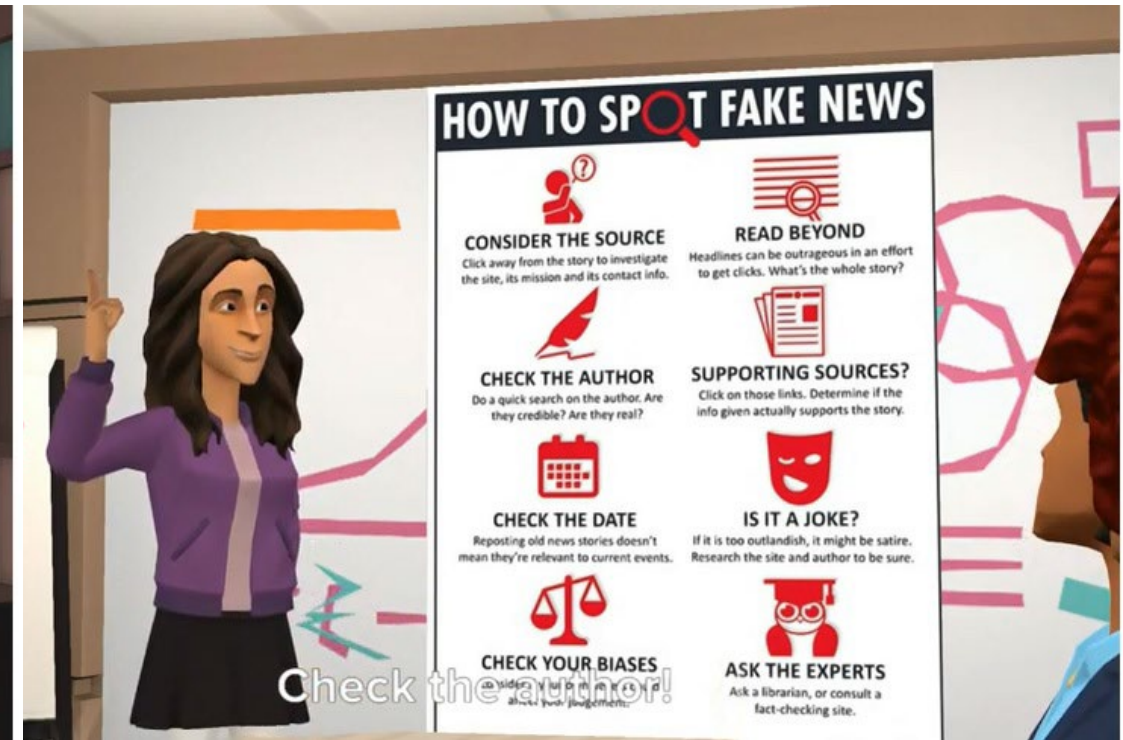 HOW TO SPOT FAKE NEWS
CONSIDER THE SOURCE
Click away from the story to investigate
the site, its mission and its contact info.
READ BEYOND
Headlines can be outrageous in an effort
to get clicks. What's the whole story?
CHECK THE AUTHOR
Do a quick search on the author. Are
they credible? Are they real?
SUPPORTING SOURCES?
Click on those links. Determine if the
info given actually supports the story.
CHECK THE DATE
Reposting old news stories doesn't
mean they're relevant to current events.
IS IT A JOKE?
If it is too outlandish, it might be satire.
Research the site and author to be sure.
CHECK YOUR BIASES
judgement.
ASK THE EXPERTS
Ask a librarian, or consult a
fact-checking site.
Check the author!